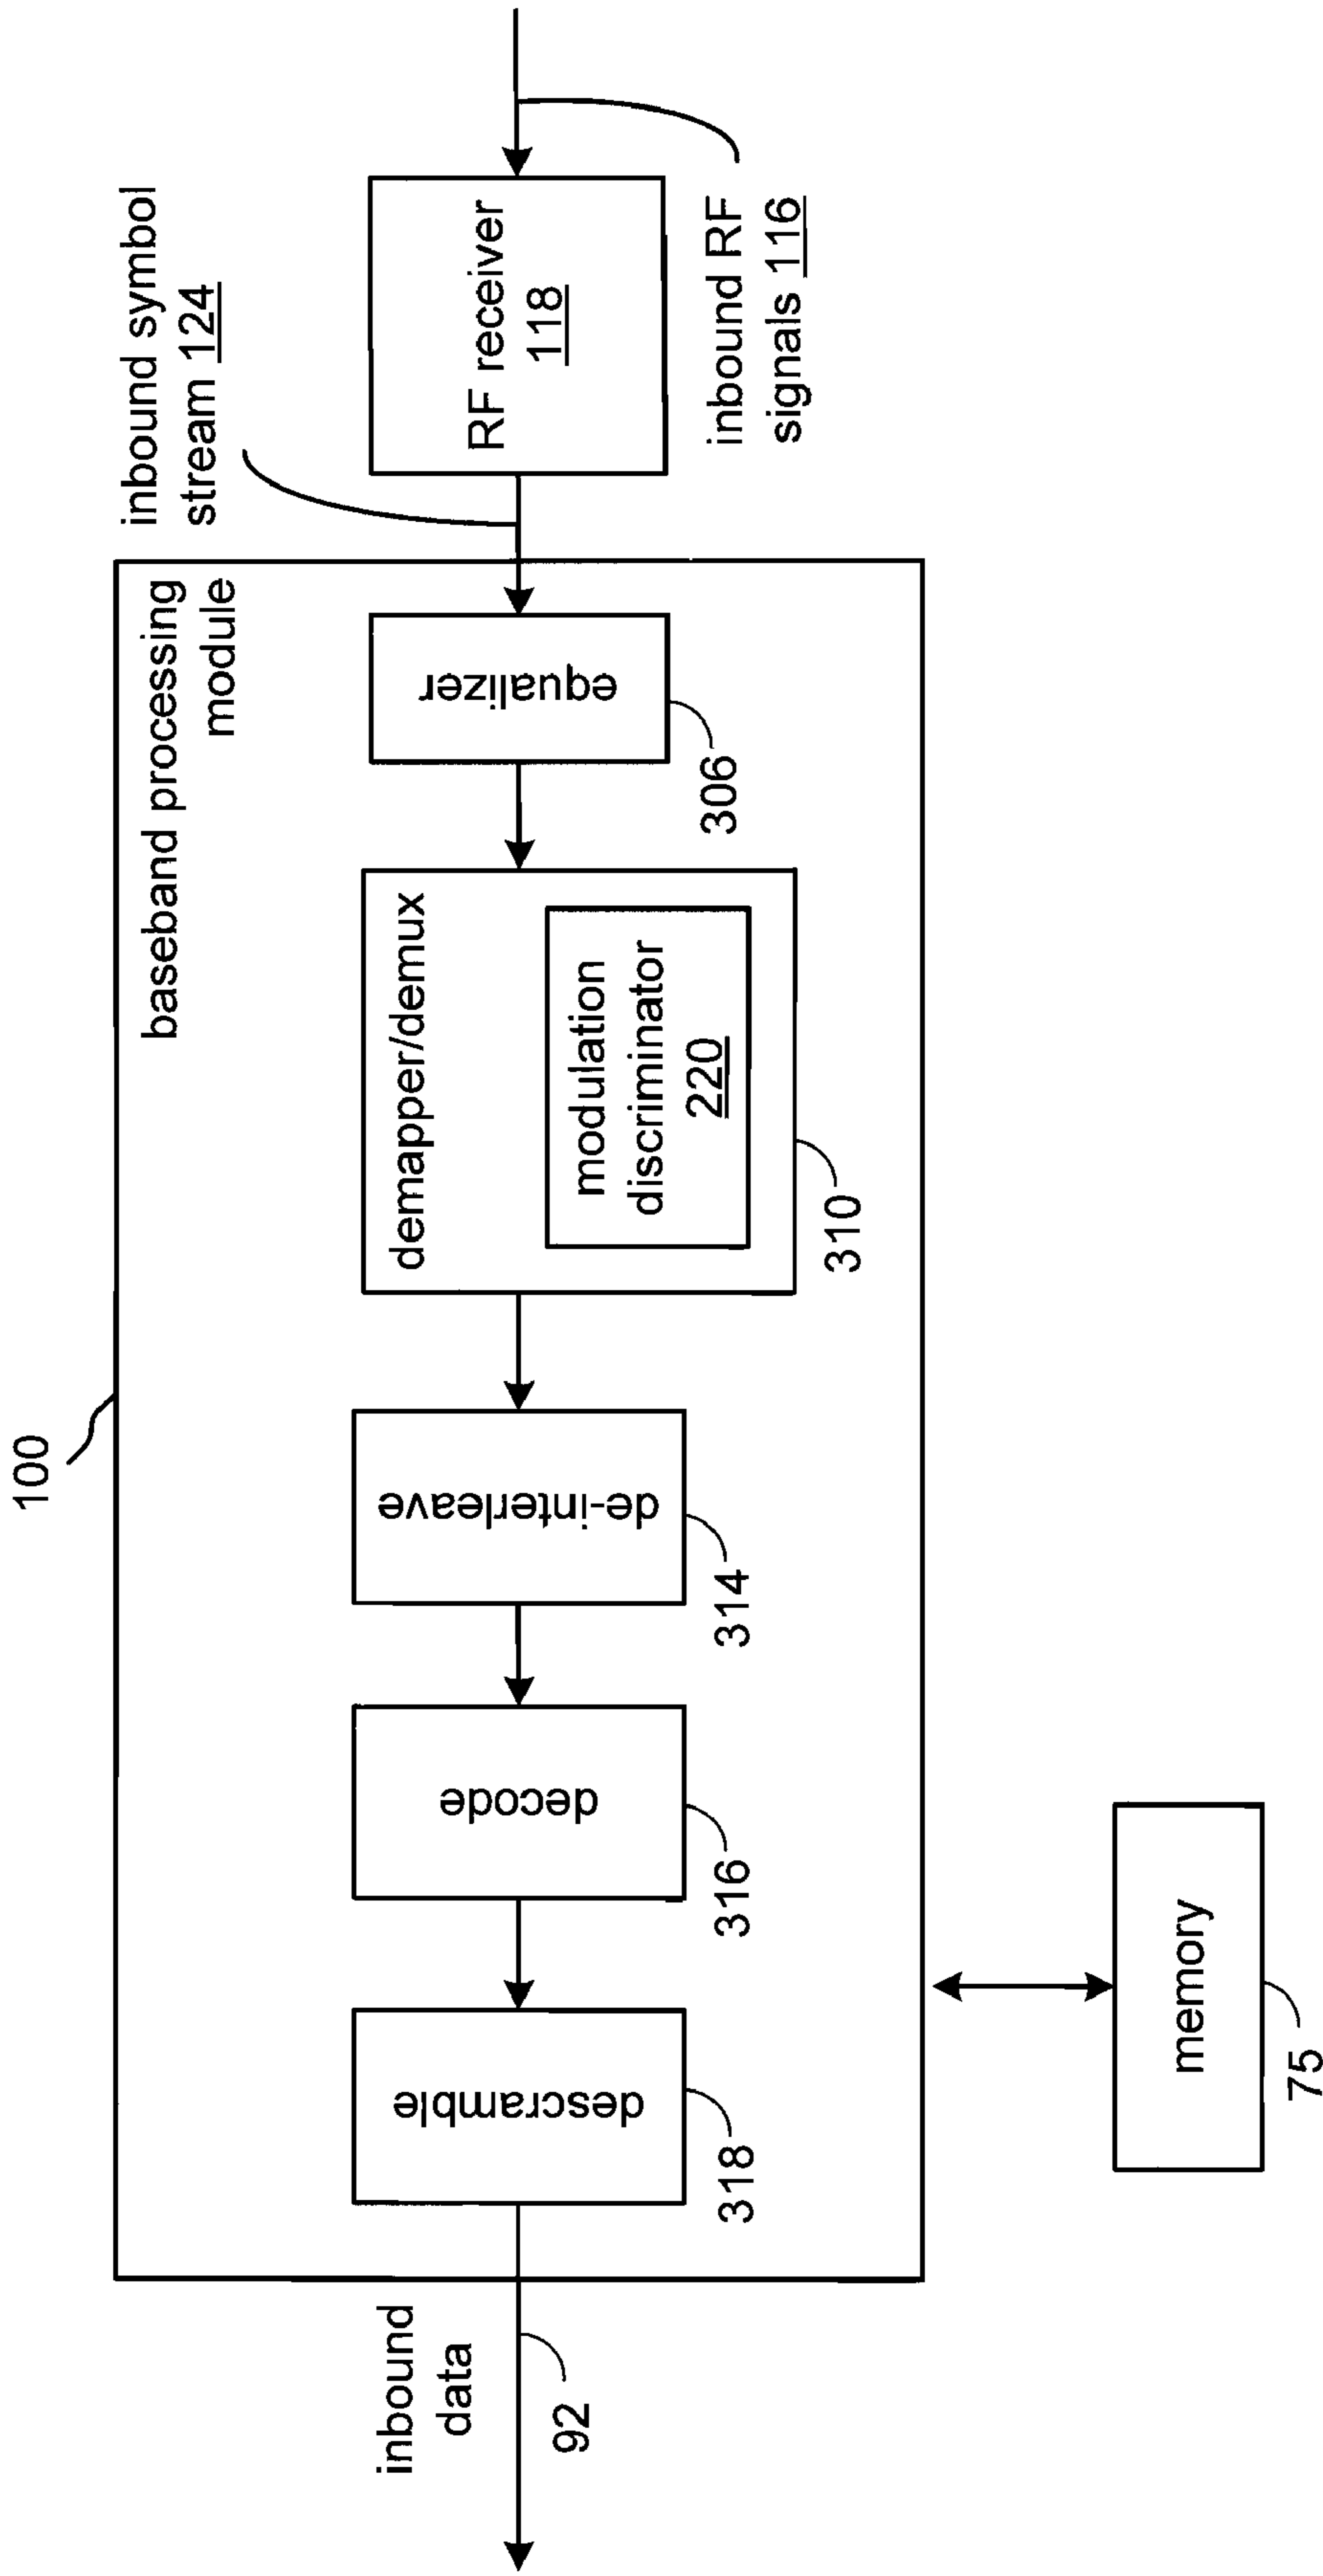 100
baseband processing
module
inbound symbol
stream 124
RF receiver
118
inbound RF
signals 116
equalizer
306
demapper/demux
modulation
discriminator
220
310
de-interleave
314
decode
316
descramble
318
inbound
data
92
memory
75